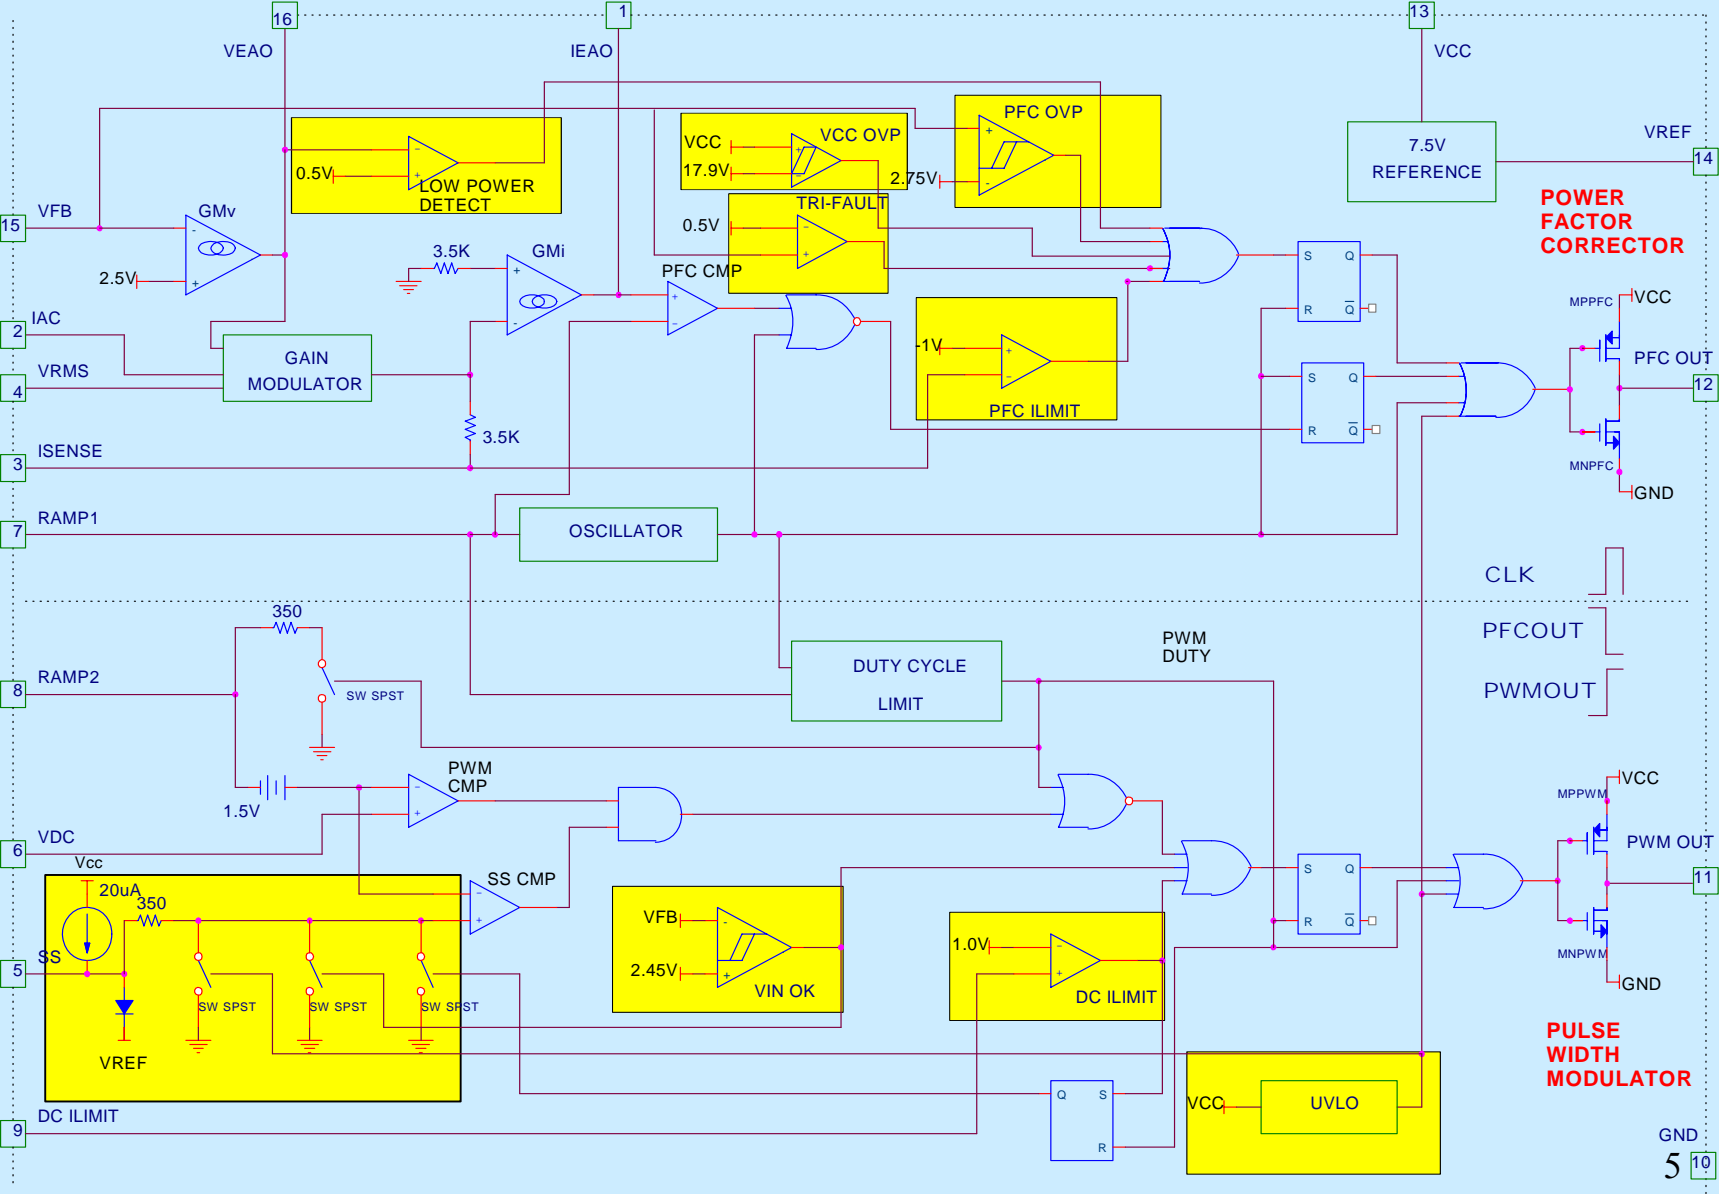 16
1
13
VEAO
IEAO
VCC
PFC OVP
VCC
VCC OVP
17.9V
2.75V
7.5V
REFERENCE
VREF
14
0.5V
LOW POWER
DETECT
TRI-FAULT
0.5V
POWER
FACTOR
CORRECTOR
15
VFB
GMv
2.5V
3.5K
GMi
PFC CMP
S
Q
R
Q
MPPFC
VCC
2
IAC
GAIN
MODULATOR
4
VRMS
-1V
PFC ILIMIT
S
Q
R
Q
PFC OUT
12
3.5K
MNPFC
GND
3
ISENSE
7
RAMP1
OSCILLATOR
CLK
350
PFCOUT
PWM
DUTY
DUTY CYCLE
LIMIT
8
RAMP2
SW SPST
PWMOUT
PWM
CMP
1.5V
VCC
MPPWM
6
VDC
PWM OUT
11
Vcc
20uA
350
SS CMP
S
Q
R
Q
VFB
2.45V
VIN OK
1.0V
DC ILIMIT
MNPWM
GND
5
SS
SW SPST
SW SPST
SW SPST
VREF
PULSE
WIDTH
MODULATOR
9
DC ILIMIT
Q
S
R
VCC
UVLO
GND
5
10